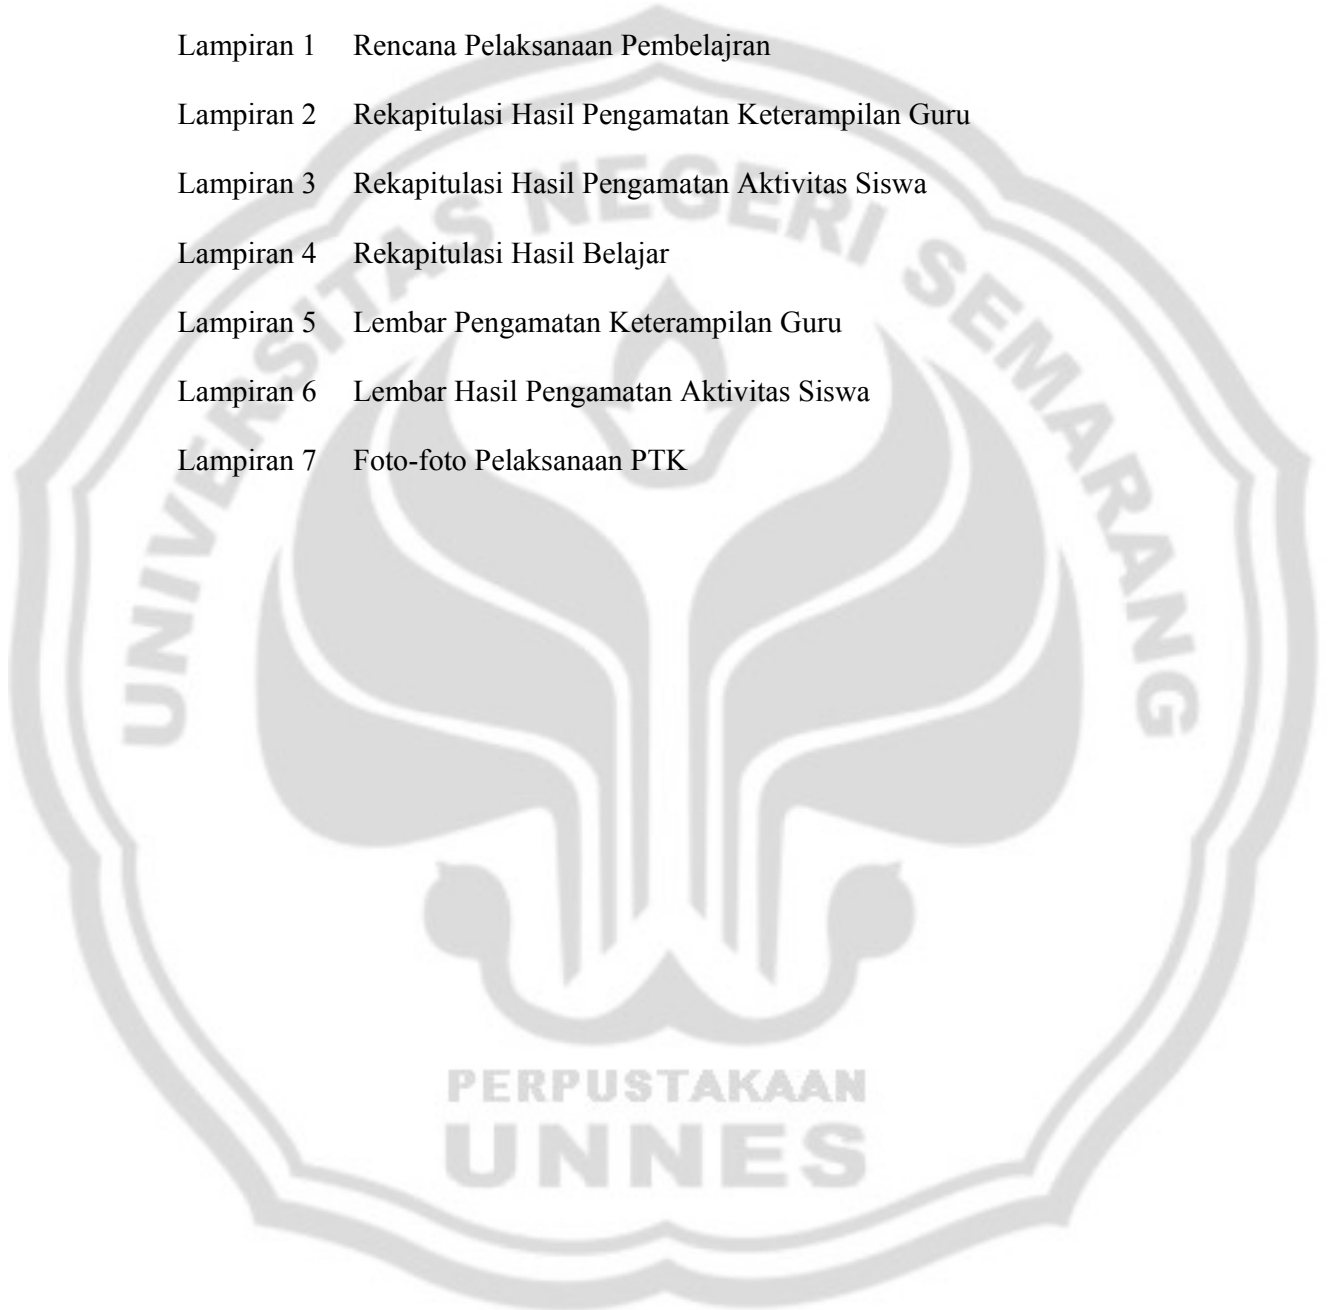 Lampiran 1 Rencana Pelaksanaan Pembelajran
Lampiran 2 Rekapitulasi Hasil Pengamatan Keterampilan Guru
Lampiran 3 Rekapitulasi Hasil Pengamatan Aktivitas Siswa
Lampiran 4 Rekapitulasi Hasil Belajar
Lampiran 5 Lembar Pengamatan Keterampilan Guru
Lampiran 6 Lembar Hasil Pengamatan Aktivitas Siswa
Lampiran 7 Foto-foto Pelaksanaan PTK
UNIVERSITAS NEGERI SEMARANG
PERPUSTAKAAN
UNNES